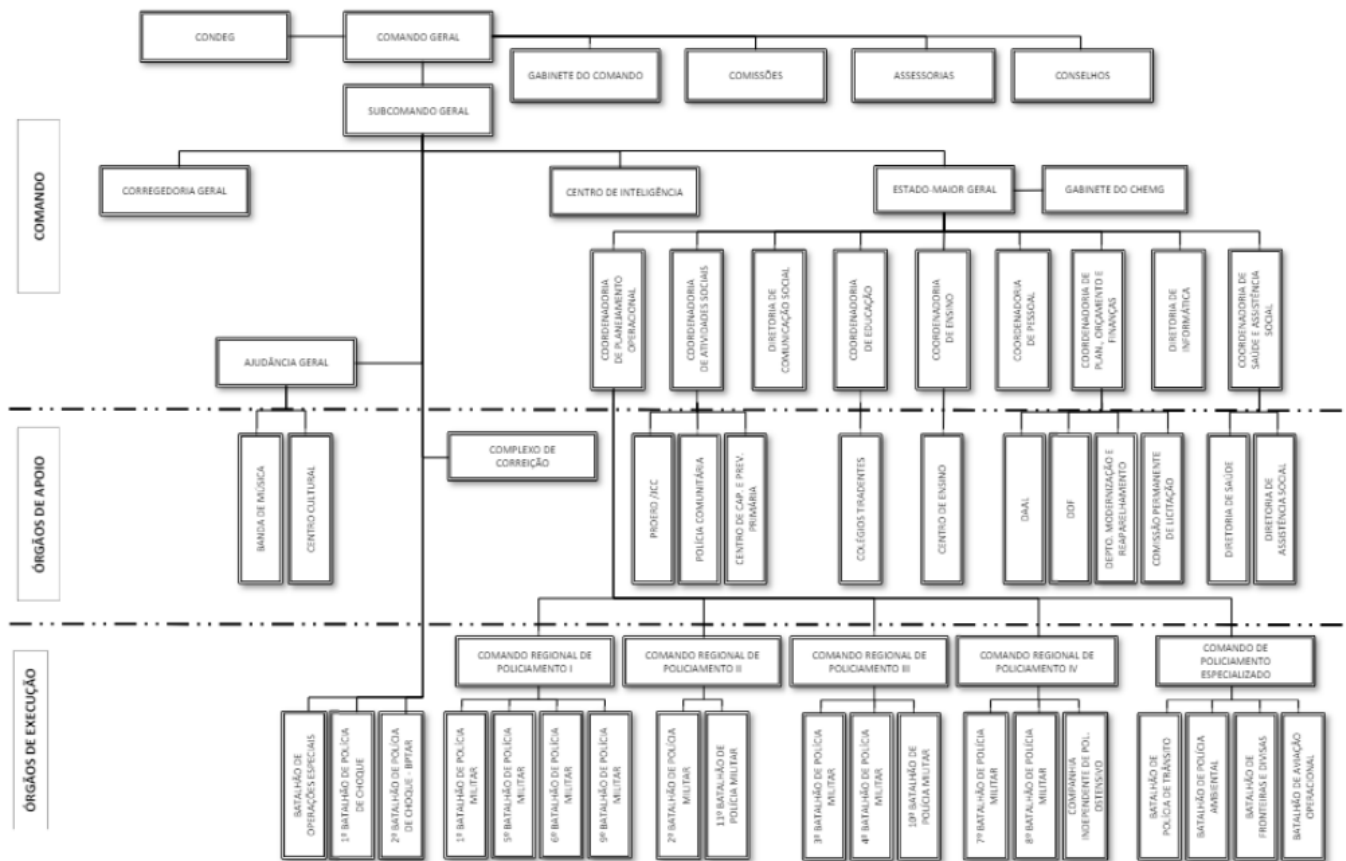 CONDEG
COMANDO GERAL
GABINETE DO COMANDO
COMISSÕES
ASSESSORIAS
CONSELHOS
SUBCOMANDO GERAL
COMANDO
CORREGEDORIA GERAL
CENTRO DE INTELIGÊNCIA
ESTADO-MAIOR GERAL
GABINETE DO CHEMG
COORDENADORIA
DE PLANEJAMENTO
OPERACIONAL
COORDENADORIA
DE ATIVIDADES SOCIAIS
DIRETORIA DE
COMUNICAÇÃO SOCIAL
COORDENADORIA
DE EDUCAÇÃO
COORDENADORIA
DE ENSINO
COORDENADORIA
DE PESSOAL
COORDENADORIA DE
PLAN., ORÇAMENTO E
FINANÇAS
DIRETORIA DE
INFORMÁTICA
COORDENADORIA DE
SAÚDE E ASSISTÊNCIA
SOCIAL
AJUDÂNCIA GERAL
ÓRGÃOS DE APOIO
BANDA DE MÚSICA
CENTRO CULTURAL
COMPLEXO DE
CORREIÇÃO
PROERD /JCC
POLÍCIA COMUNITÁRIA
CENTRO DE CAP. E PREV.
PRIMÁRIA
COLÉGIOS TIRADENTES
CENTRO DE ENSINO
DAAL
DOF
DEPTO. MODERNIZAÇÃO E
REAPARELHAMENTO
COMISSÃO PERMANENTE
DE LICITAÇÃO
DIRETORIA DE SAÚDE
DIRETORIA DE
ASSISTÊNCIA SOCIAL
ÓRGÃOS DE EXECUÇÃO
COMANDO REGIONAL DE
POLICIAMENTO I
COMANDO REGIONAL DE
POLICIAMENTO II
COMANDO REGIONAL DE
POLICIAMENTO III
COMANDO REGIONAL DE
POLICIAMENTO IV
COMANDO DE
POLICIAMENTO
ESPECIALIZADO
BATALHÃO DE
OPERAÇÕES ESPECIAIS
1º BATALHÃO DE POLÍCIA
DE CHOQUE
2º BATALHÃO DE POLÍCIA
DE CHOQUE - BPTAR
1º BATALHÃO DE POLÍCIA
MILITAR
5º BATALHÃO DE POLÍCIA
MILITAR
6º BATALHÃO DE POLÍCIA
MILITAR
9º BATALHÃO DE POLÍCIA
MILITAR
2º BATALHÃO DE POLÍCIA
MILITAR
11º BATALHÃO DE
POLÍCIA MILITAR
3º BATALHÃO DE POLÍCIA
MILITAR
4º BATALHÃO DE POLÍCIA
MILITAR
10º BATALHÃO DE
POLÍCIA MILITAR
7º BATALHÃO DE POLÍCIA
MILITAR
8º BATALHÃO DE POLÍCIA
MILITAR
COMPANHIA
INDEPENDENTE DE POL.
OSTENSIVO
BATALHÃO DE
POLÍCIA DE TRÂNSITO
BATALHÃO DE POLÍCIA
AMBIENTAL
BATALHÃO DE
FRONTEIRAS E DIVISAS
BATALHÃO DE AVIAÇÃO
OPERACIONAL